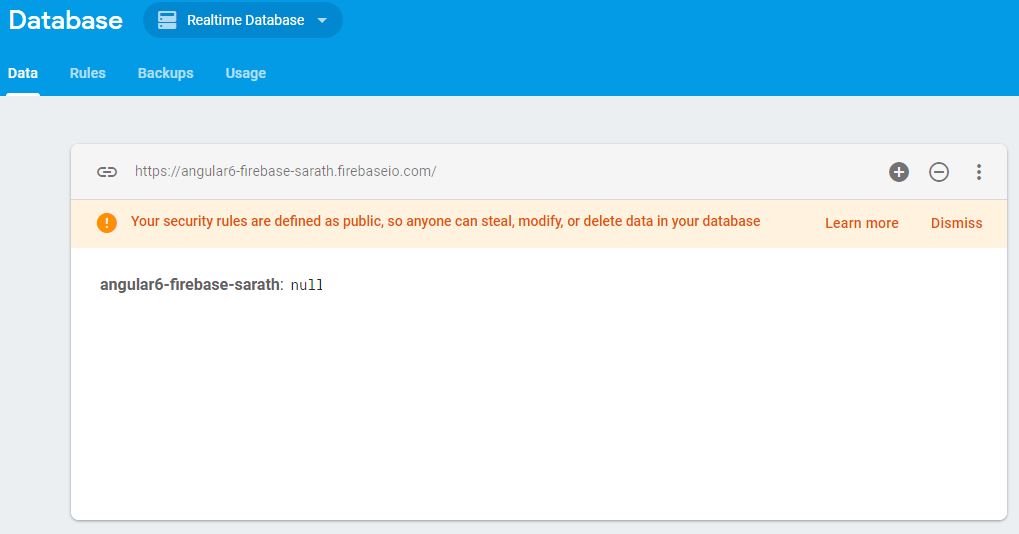 Database Realtime Database
Data Rules Backups Usage
https://angular6-firebase-sarath.firebaseio.com/
Your security rules are defined as public, so anyone can steal, modify, or delete data in your database Learn more Dismiss
angular6-firebase-sarath: null